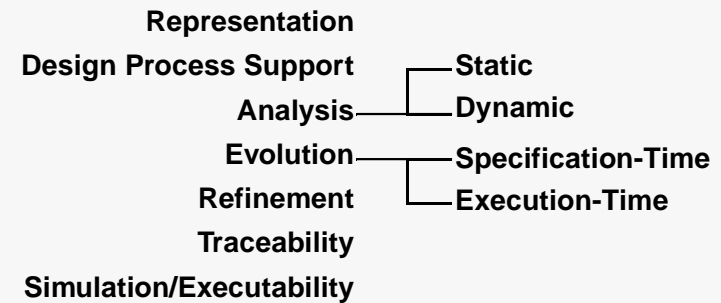 Representation
Design Process Support
Static
Analysis
Dynamic
Evolution
Specification-Time
Refinement
Execution-Time
Traceability
Simulation/Executability